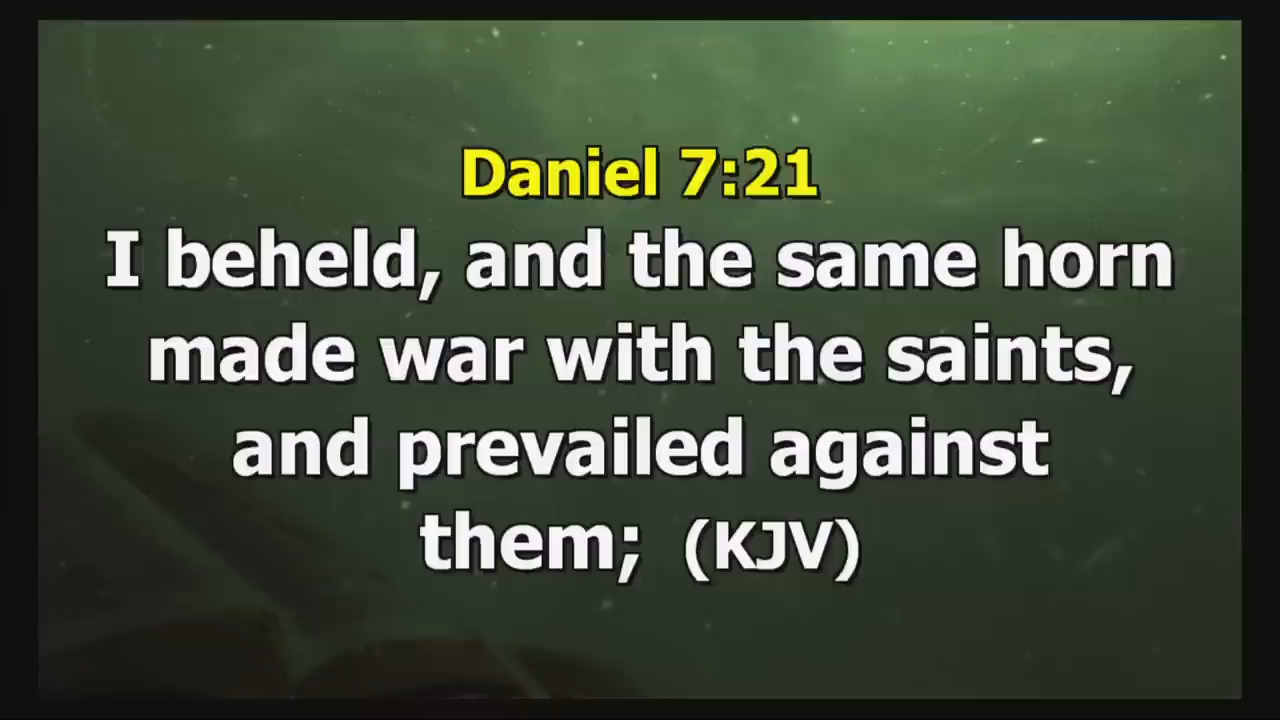 Daniel 7:21
I beheld, and the same horn
made war with the saints,
and prevailed against
them; (KJV)